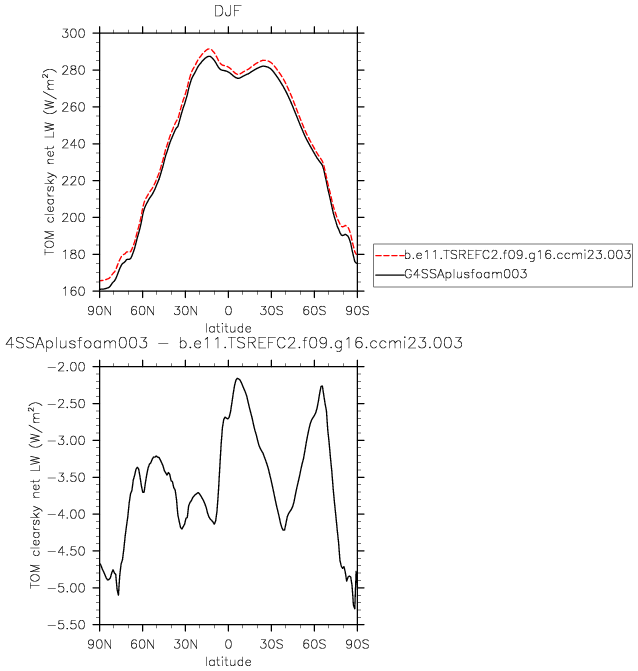 DJF
TOM clearsky net LW (W/m²)
300
280
260
240
220
200
180
160
90N 60N 30N 0 30S 60S 90S
latitude
b.e11.TSREFC2.f09.g16.ccmi23.003
G4SSAplusfoam003
4SSAplusfoam003 − b.e11.TSREFC2.f09.g16.ccmi23.003
TOM clearsky net LW (W/m²)
−2.00
−2.50
−3.00
−3.50
−4.00
−4.50
−5.00
−5.50
90N 60N 30N 0 30S 60S 90S
latitude